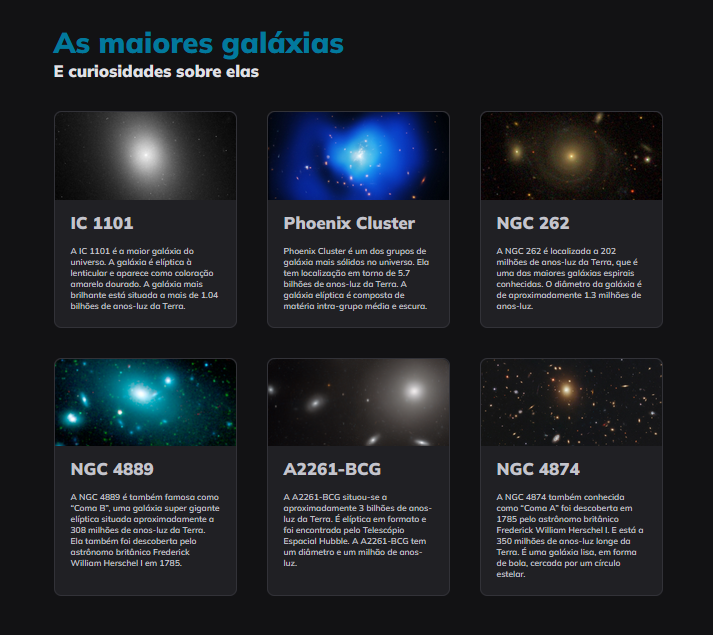 As maiores galáxias
E curiosidades sobre elas
IC 1101
A IC 1101 é a maior galáxia do
universo. A galáxia é elíptica à
lenticular e aparece como coloração
amarelo dourado. A galáxia mais
brilhante está situada a mais de 1.04
bilhões de anos-luz da Terra.
Phoenix Cluster
Phoenix Cluster é um dos grupos de
galáxia mais sólidos no universo. Ela
tem localização em torno de 5.7
bilhões de anos-luz da Terra. A
galáxia elíptica é composta de
matéria intra-grupo média e escura.
NGC 262
A NGC 262 é localizada a 202
milhões de anos-luz da Terra, que é
uma das maiores galáxias espirais
conhecidas. O diâmetro da galáxia é
de aproximadamente 1.3 milhões de
anos-luz.
NGC 4889
A NGC 4889 é também famosa como
“Coma B”, uma galáxia super gigante
elíptica situada aproximadamente a
308 milhões de anos-luz da Terra.
Ela também foi descoberta pelo
astrônomo britânico Frederick
William Herschel I em 1785.
A2261-BCG
A A2261-BCG situou-se a
aproximadamente 3 bilhões de anos-
luz da Terra. É elíptica em formato e
foi encontrada pelo Telescópio
Espacial Hubble. A A2261-BCG tem
um diâmetro e um milhão de anos-
luz.
NGC 4874
A NGC 4874 também conhecida
como “Coma A” foi descoberta em
1785 pelo astrônomo britânico
Frederick William Herschel I. E está a
350 milhões de anos-luz longe da
Terra. É uma galáxia lisa, em forma
de bola, cercada por um círculo
estelar.